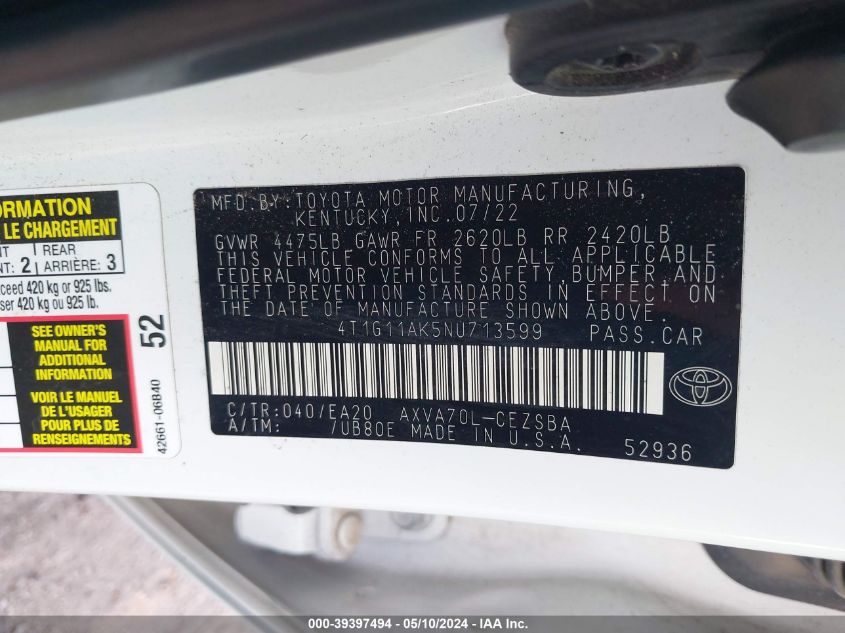 ORMATION
LE CHARGEMENT
NT: 2 REAR ARRIÈRE: 3
ceed 420 kg or 925 lbs.
ser 420 kg ou 925 lb.
SEE OWNER'S
MANUAL FOR
ADDITIONAL
INFORMATION
VOIR LE MANUEL
DE L'USAGER
POUR PLUS DE
RENSEIGNEMENTS
52
42661-06B40
MFD. BY: TOYOTA MOTOR MANUFACTURING,
KENTUCKY, INC. 07/22
GVWR 4475LB GAWR FR 2620LB RR 2420LB
THIS VEHICLE CONFORMS TO ALL APPLICABLE
FEDERAL MOTOR VEHICLE SAFETY, BUMPER, AND
THEFT PREVENTION STANDARDS IN EFFECT ON
THE DATE OF MANUFACTURE SHOWN ABOVE.
4T1G11AK5NU713599 PASS.CAR
C/TR: 040/EA20 AXVA70L-CEZSBA
A/TM: /UB80E MADE IN U.S.A.
52936
000-39397494 — 05/10/2024 — IAA Inc.